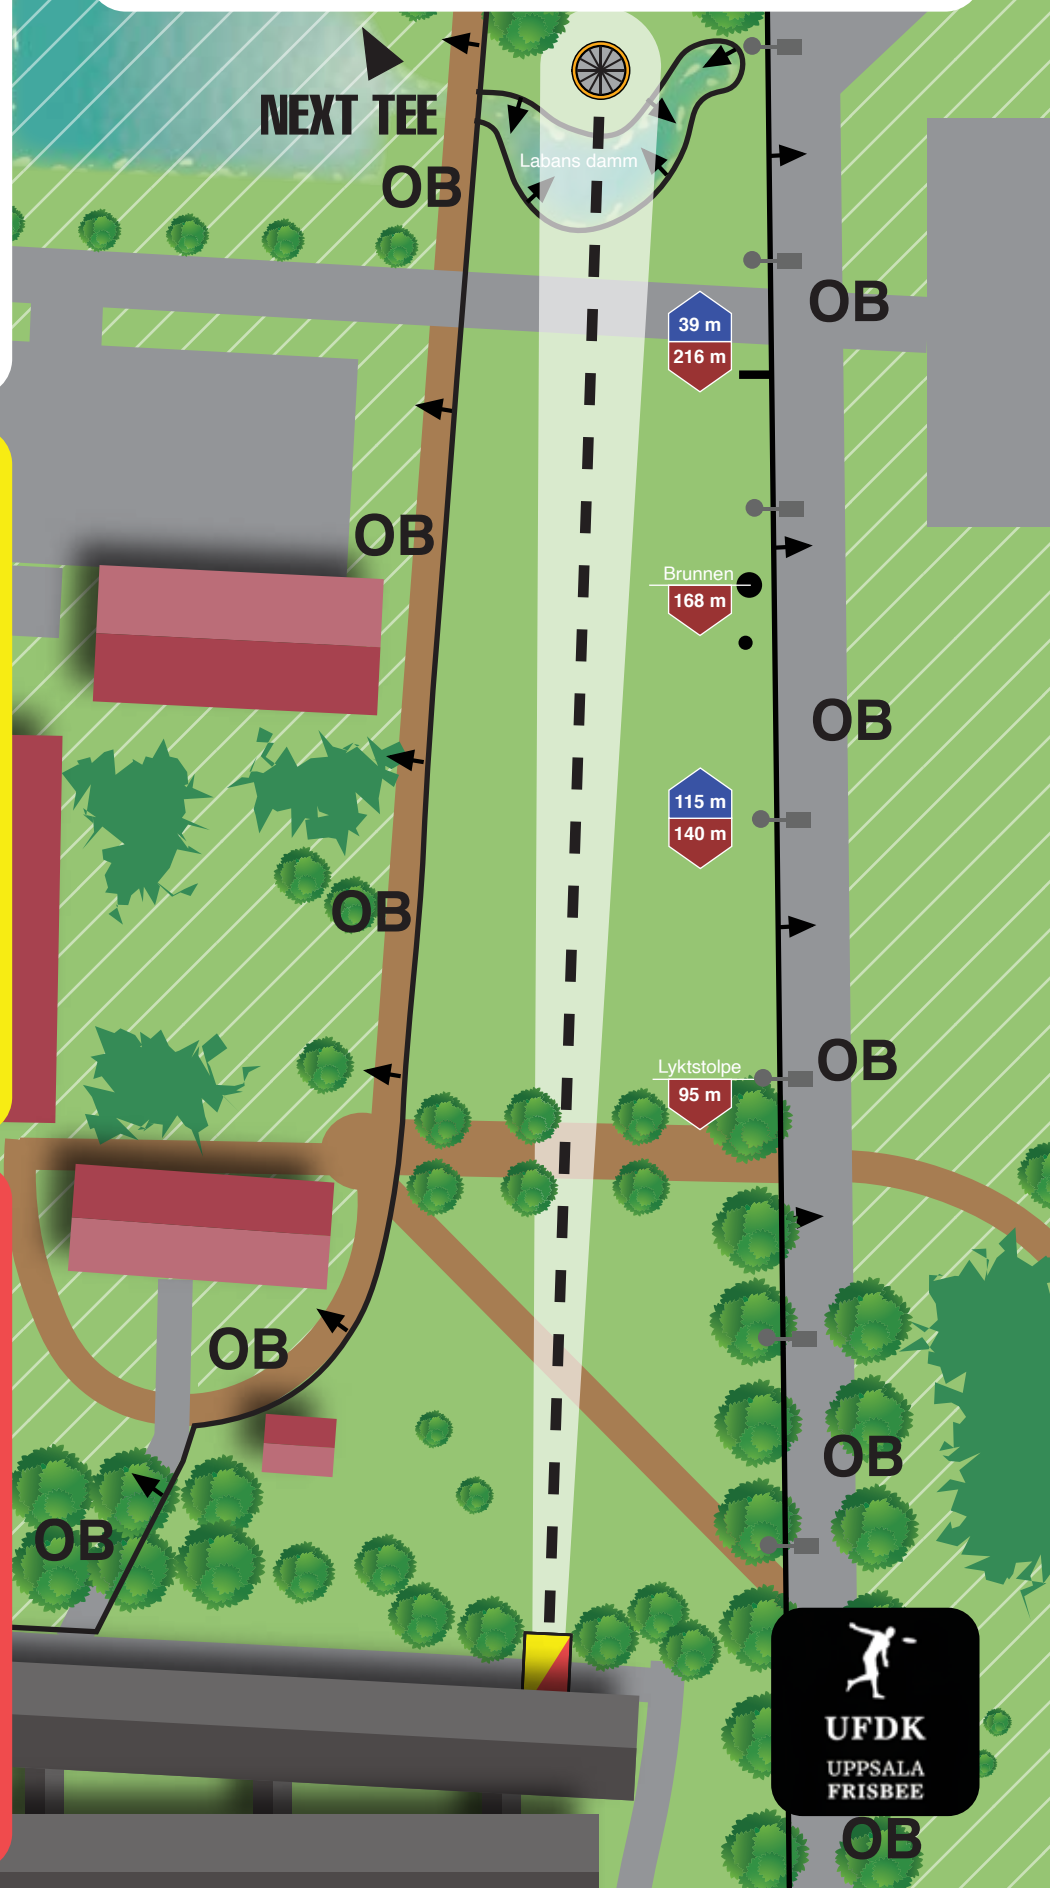 NEXT TEE
Labans damm
OB
OB
39 m
216 m
OB
Brunnen
168 m
OB
115 m
140 m
OB
OB
Lyktstolpe
95 m
OB
OB
OB
UFDK
UPPSALA
FRISBEE
OB